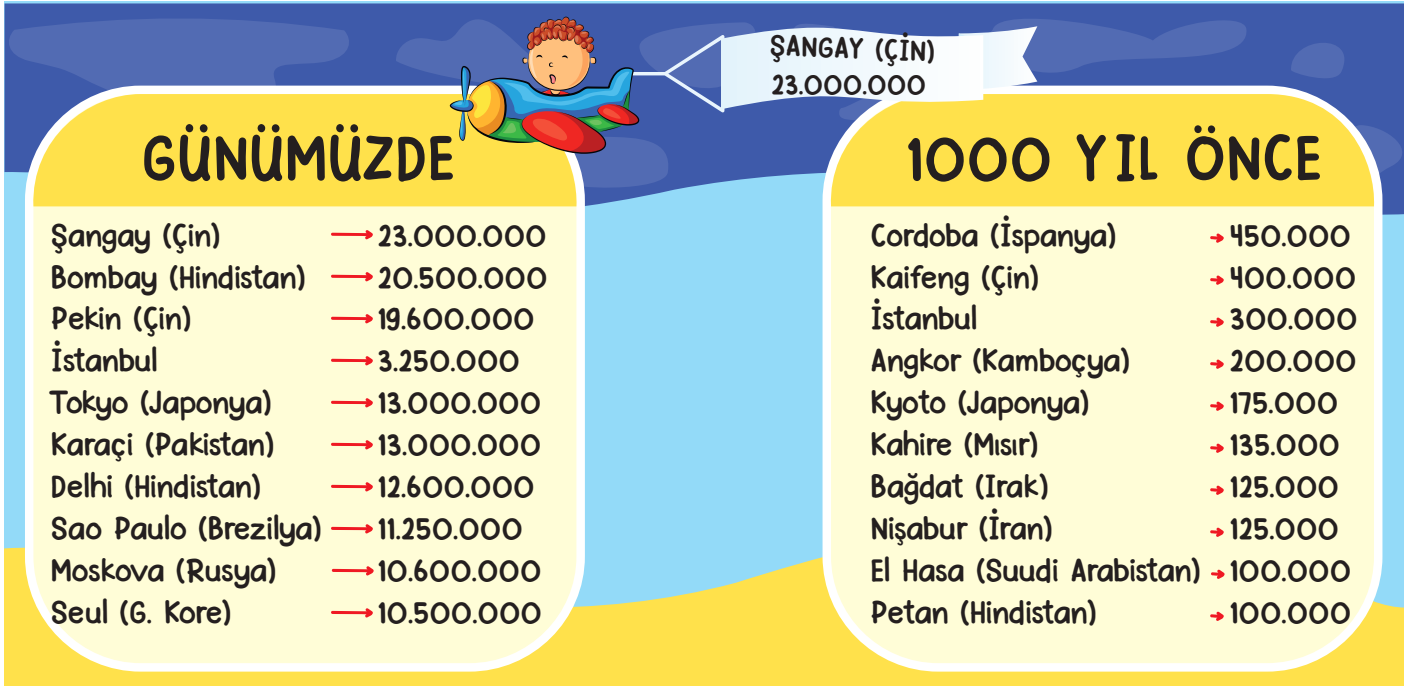 ŞANGAY (ÇİN)
23.000.000
GÜNÜMÜZDE
Şangay (Çin) → 23.000.000
Bombay (Hindistan) → 20.500.000
Pekin (Çin) → 19.600.000
İstanbul → 3.250.000
Tokyo (Japonya) → 13.000.000
Karaçi (Pakistan) → 13.000.000
Delhi (Hindistan) → 12.600.000
Sao Paulo (Brezilya) → 11.250.000
Moskova (Rusya) → 10.600.000
Seul (G. Kore) → 10.500.000
1000 YIL ÖNCE
Cordoba (İspanya) → 450.000
Kaifeng (Çin) → 400.000
İstanbul → 300.000
Angkor (Kamboçya) → 200.000
Kyoto (Japonya) → 175.000
Kahire (Mısır) → 135.000
Bağdat (Irak) → 125.000
Nişabur (İran) → 125.000
El Hasa (Suudi Arabistan) → 100.000
Petan (Hindistan) → 100.000